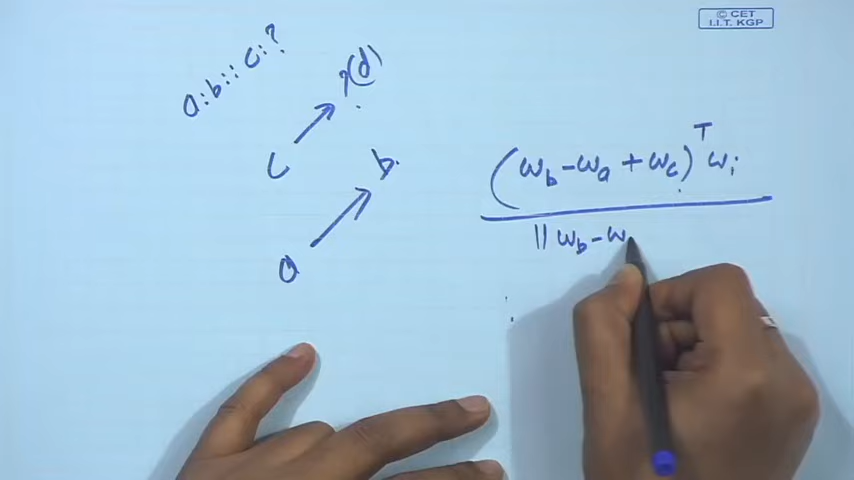 © CET
I.I.T. KGP
a:b::c:?
c ?(d)
a b
(w_b - w_a + w_c)^T w_i
|| w_b - w